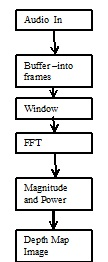 Audio In
Buffer –into
frames
Window
FFT
Magnitude
and Power
Depth Map
Image